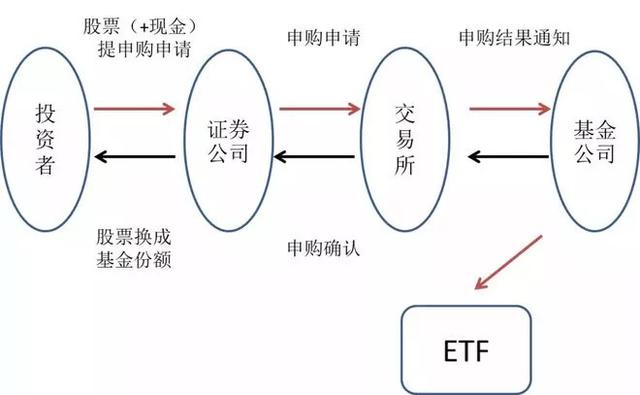 股票（+现金）
提申购申请
申购申请
申购结果通知
投
资
者
证券
公司
交
易
所
基金
公司
股票换成
基金份额
申购确认
ETF